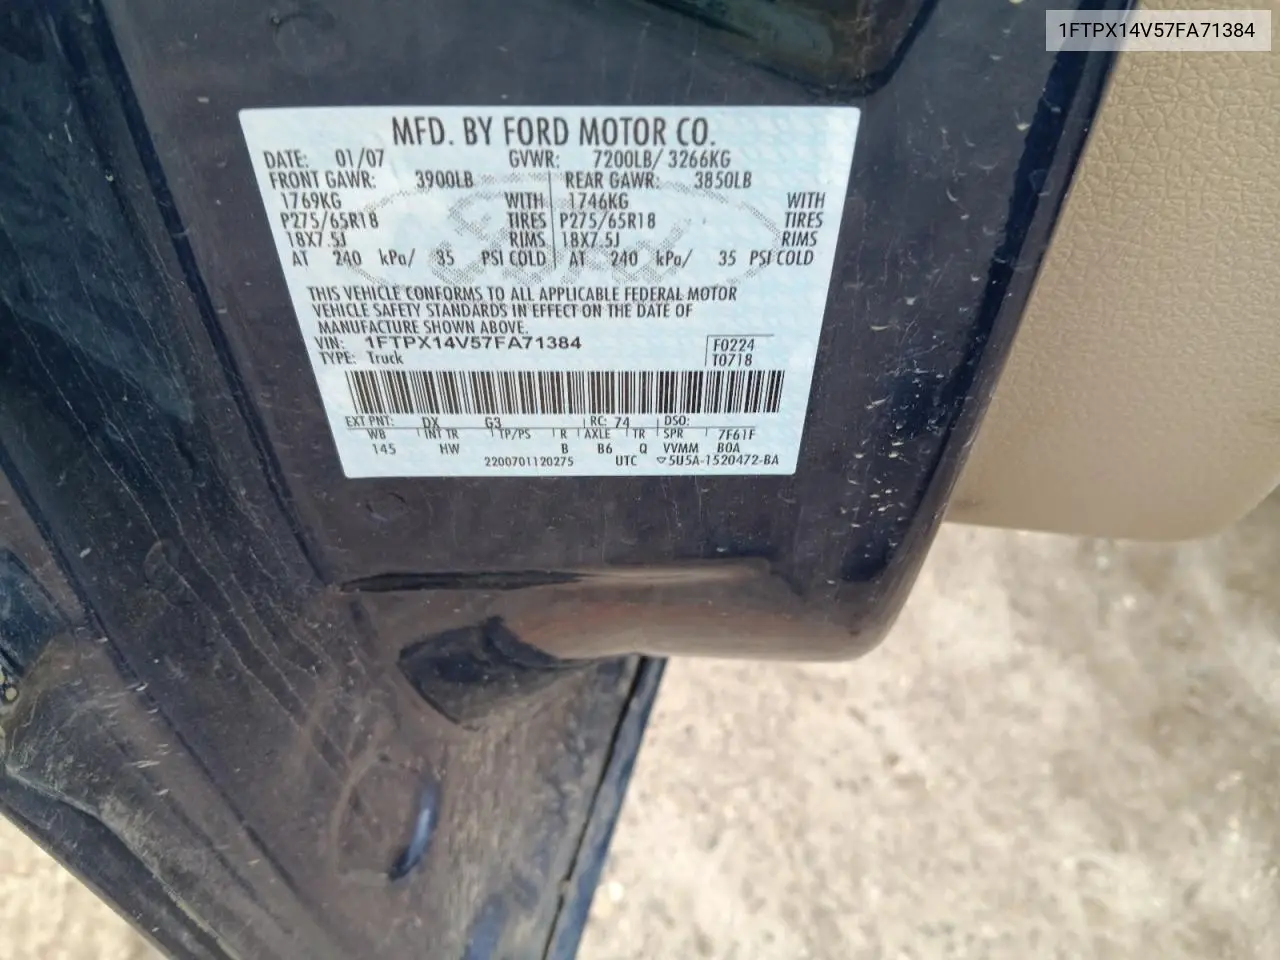 1FTPX14V57FA71384
MFD. BY FORD MOTOR CO.
DATE: 01/07 GVWR: 7200LB/ 3266KG
FRONT GAWR: 3900LB REAR GAWR: 3850LB
1769KG WITH 1746KG WITH
P275/65R18 TIRES P275/65R18 TIRES
18X7.5J RIMS 18X7.5J RIMS
AT 240 kPa/ 35 PSI COLD AT 240 kPa/ 35 PSI COLD
THIS VEHICLE CONFORMS TO ALL APPLICABLE FEDERAL MOTOR
VEHICLE SAFETY STANDARDS IN EFFECT ON THE DATE OF
MANUFACTURE SHOWN ABOVE.
VIN: 1FTPX14V57FA71384 F0224
TYPE: Truck T0718
EXT PNT: DX G3 RC: 74 DSO:
WB INT TR TP/PS R AXLE TR SPR 7F61F
145 HW B B6 Q VVMM BOA
2200701120275 UTC ▽5U5A-1520472-BA